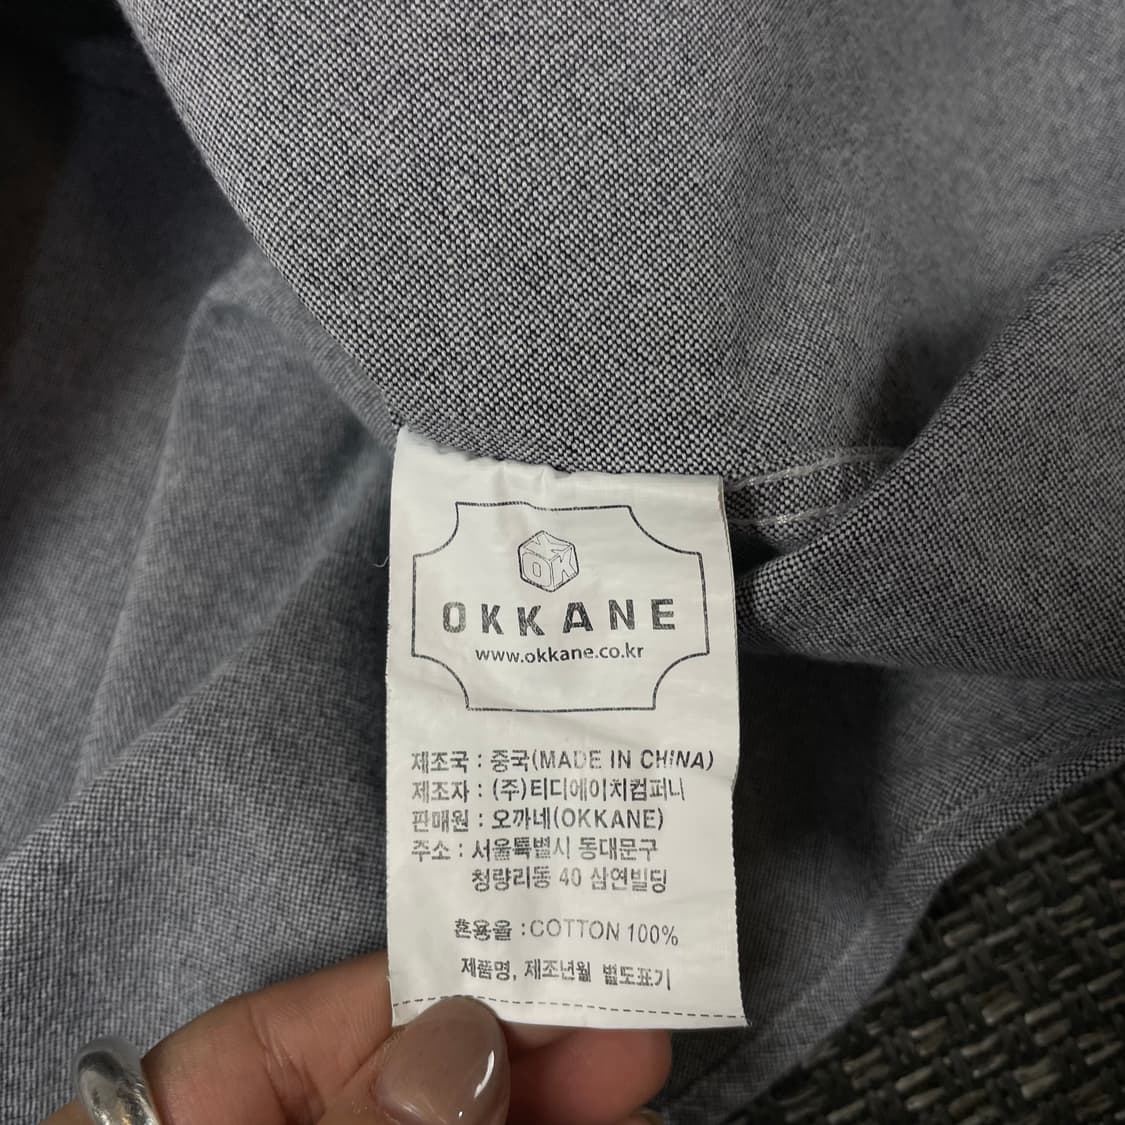 OKK
OKKANE
www.okkane.co.kr
제조국 : 중국(MADE IN CHINA)
제조자 : (주)티디에이치컴퍼니
판매원 : 오까네(OKKANE)
주소 : 서울특별시 동대문구
청량리동 40 삼연빌딩
혼용율 :COTTON 100%
제품명, 제조년월 별도표기